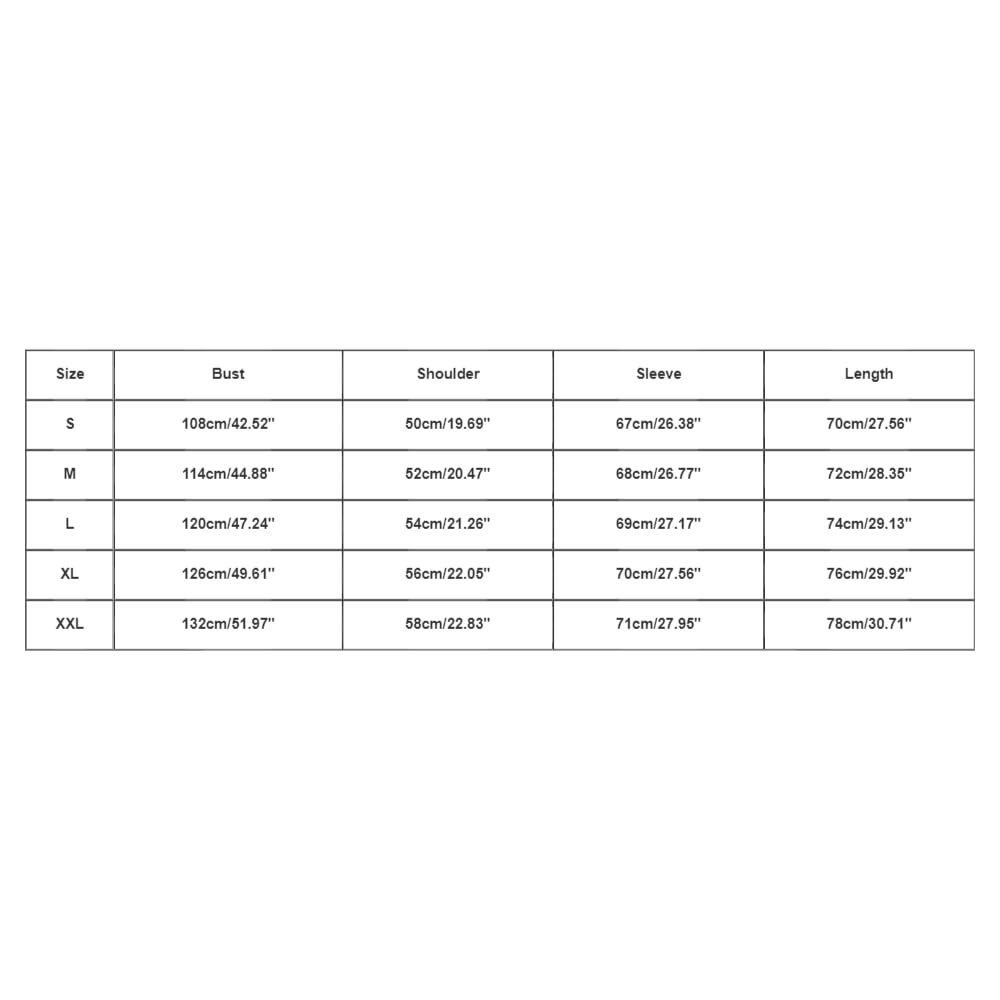 Size Bust Shoulder Sleeve Length
S 108cm/42.52'' 50cm/19.69'' 67cm/26.38'' 70cm/27.56''
M 114cm/44.88'' 52cm/20.47'' 68cm/26.77'' 72cm/28.35''
L 120cm/47.24'' 54cm/21.26'' 69cm/27.17'' 74cm/29.13''
XL 126cm/49.61'' 56cm/22.05'' 70cm/27.56'' 76cm/29.92''
XXL 132cm/51.97'' 58cm/22.83'' 71cm/27.95'' 78cm/30.71''